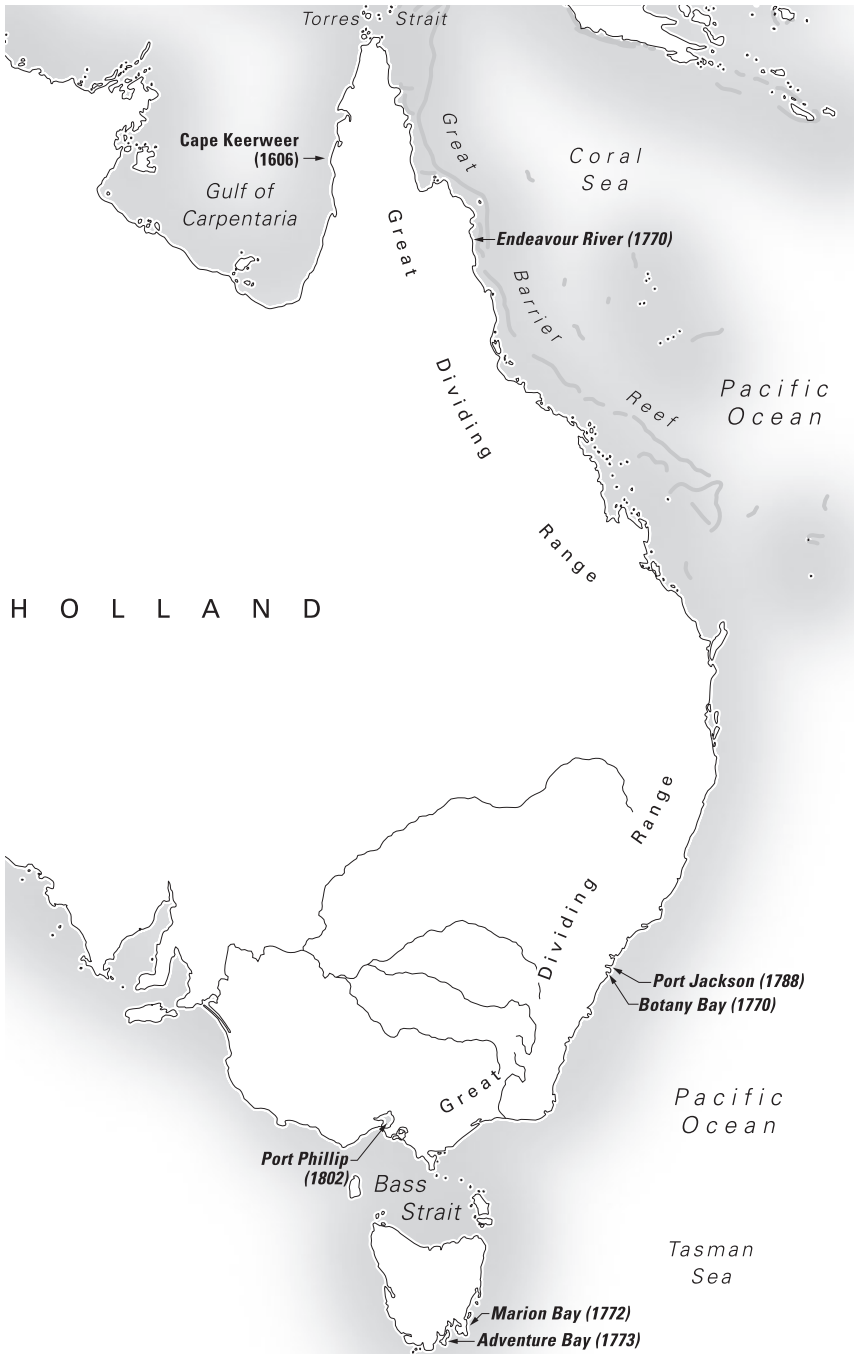 Torres Strait
Great
Cape Keerweer
(1606)
Coral
Sea
Gulf of
Carpentaria
Great
Endeavour River (1770)
Barrier
Dividing
Reef
Pacific
Ocean
Range
HOLLAND
Range
Dividing
Port Jackson (1788)
Botany Bay (1770)
Great
Pacific
Ocean
Port Phillip
(1802)
Bass
Strait
Tasman
Sea
Marion Bay (1772)
Adventure Bay (1773)